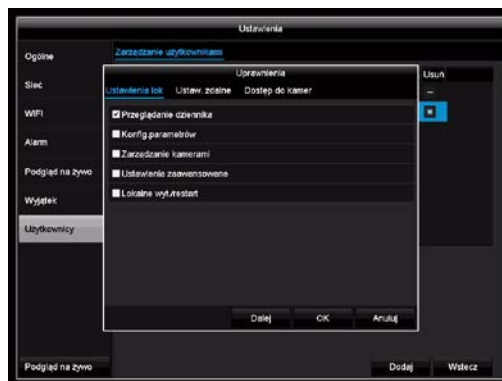 Ustawienia
Ogólne
Zarządzanie użytkownikami
Uprawnienia
Usuń
Ustawienia lok
Ustaw. zdalne
Dostęp do kamer
Sieć
WIFI
Przeglądanie dziennika
Konfig.parametrów
Alarm
Zarządzanie kamerami
Podgląd na żywo
Ustawienia zaawansowane
Wyjątek
Lokalne wyt./restart
Użytkownicy
Dalej
OK
Anuluj
Podgląd na żywo
Dodaj
Wstecz